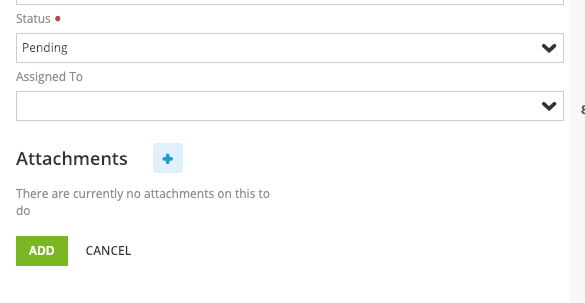 Status
Pending
Assigned To
Attachments
There are currently no attachments on this to
do
ADD CANCEL